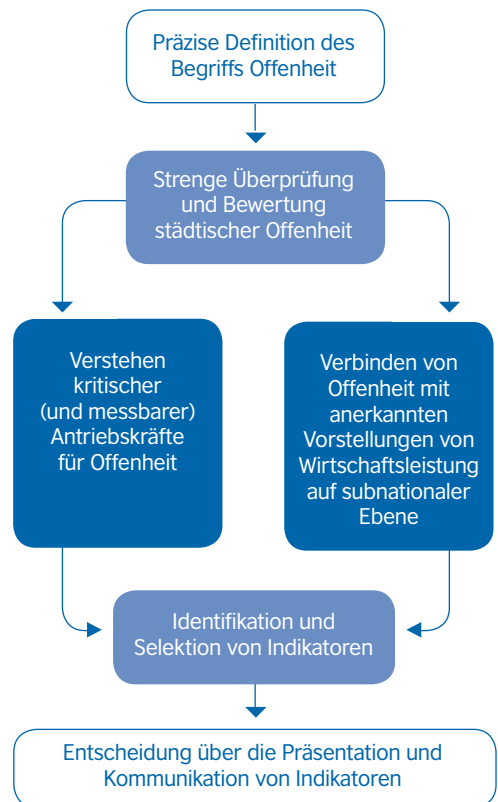 Präzise Definition des
Begriffs Offenheit
Strenge Überprüfung
und Bewertung
städtischer Offenheit
Verstehen
kritischer
(und messbarer)
Antriebskräfte
für Offenheit
Verbinden von
Offenheit mit
anerkannten
Vorstellungen von
Wirtschaftsleistung
auf subnationaler
Ebene
Identifikation und
Selektion von Indikatoren
Entscheidung über die Präsentation und
Kommunikation von Indikatoren